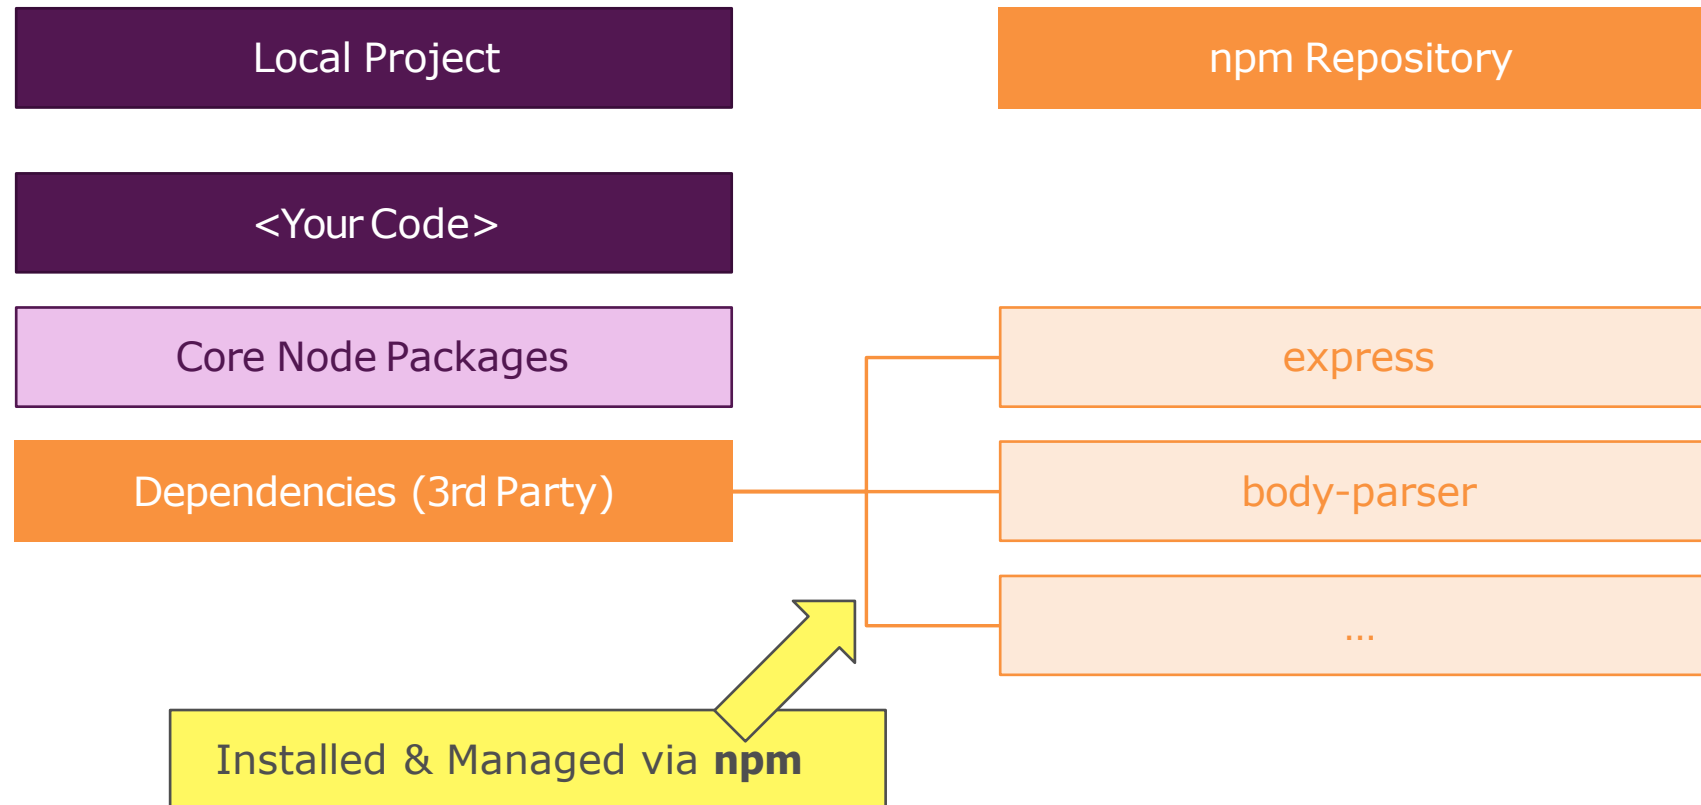 Local Project
npm Repository
<Your Code>
Core Node Packages
express
Dependencies (3rd Party)
body-parser
...
Installed & Managed via npm